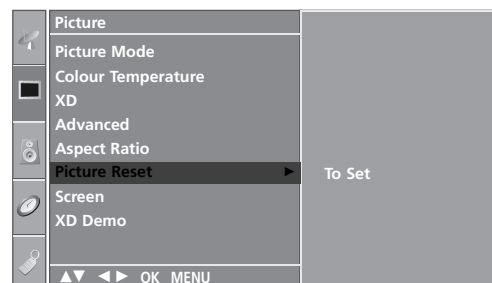 Picture
Picture Mode
Colour Temperature
XD
Advanced
Aspect Ratio
Picture Reset ► To Set
Screen
XD Demo
▲▼ ◄► OK MENU